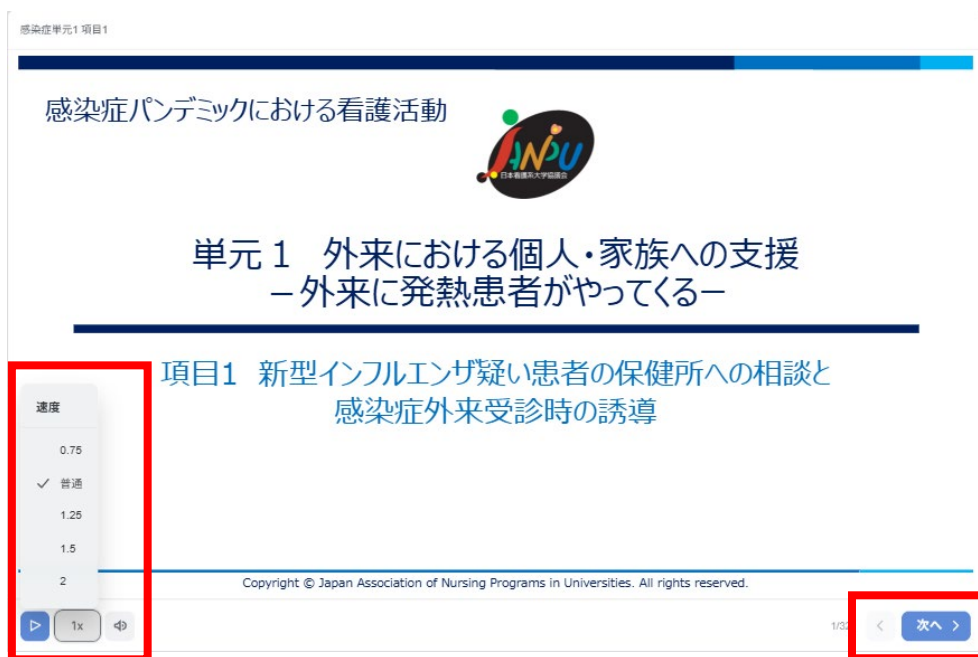 感染症単元1 項目1
感染症パンデミックにおける看護活動
JANPU
日本看護系大学協議会
単元１ 外来における個人・家族への支援
－外来に発熱患者がやってくる－
項目1 新型インフルエンザ疑い患者の保健所への相談と
感染症外来受診時の誘導
速度
0.75
✓ 普通
1.25
1.5
2
Copyright © Japan Association of Nursing Programs in Universities. All rights reserved.
1x
1/32
次へ >